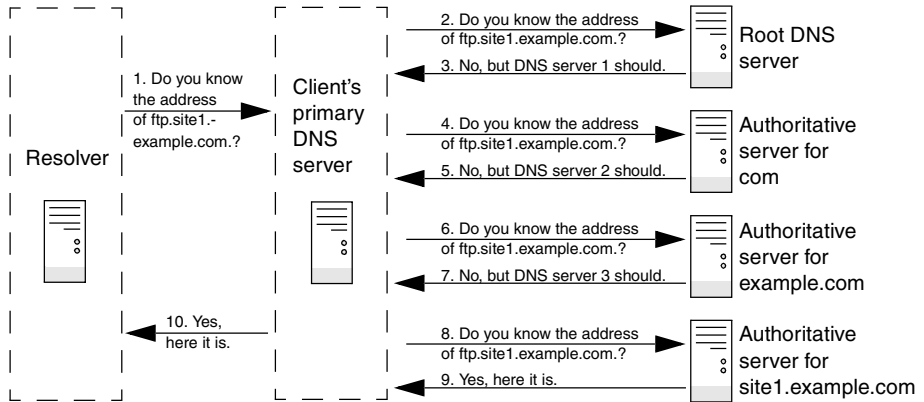 Resolver
1. Do you know
the address
of ftp.site1.-
example.com.?
Client's
primary
DNS
server
2. Do you know the address
of ftp.site1.example.com.?
3. No, but DNS server 1 should.
Root DNS
server
4. Do you know the address
of ftp.site1.example.com.?
5. No, but DNS server 2 should.
Authoritative
server for
com
6. Do you know the address
of ftp.site1.example.com.?
7. No, but DNS server 3 should.
Authoritative
server for
example.com
8. Do you know the address
of ftp.site1.example.com.?
9. Yes, here it is.
Authoritative
server for
site1.example.com
10. Yes,
here it is.